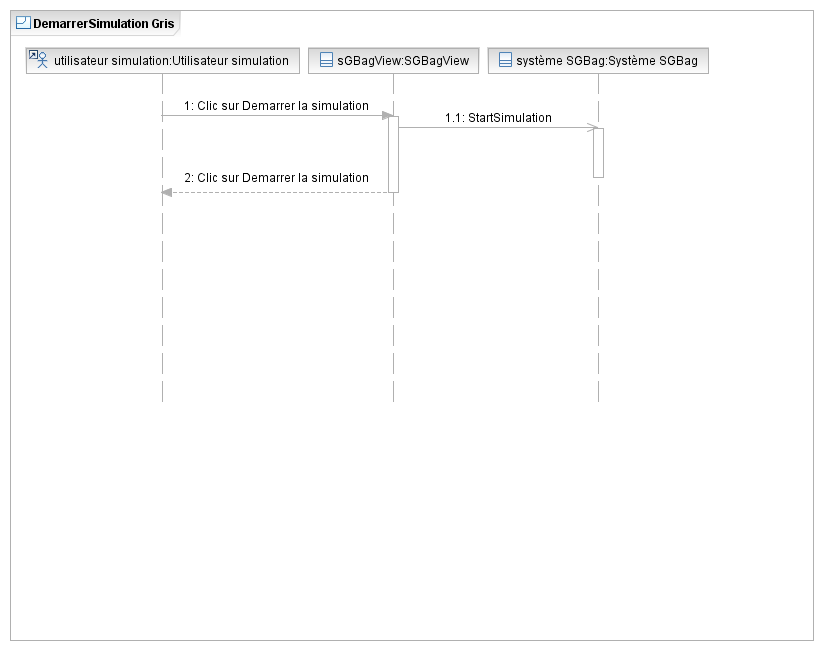 DemarrerSimulation Gris
utilisateur simulation:Utilisateur simulation
sGBagView:SGBagView
système SGBag:Système SGBag
1: Clic sur Demarrer la simulation
1.1: StartSimulation
2: Clic sur Demarrer la simulation